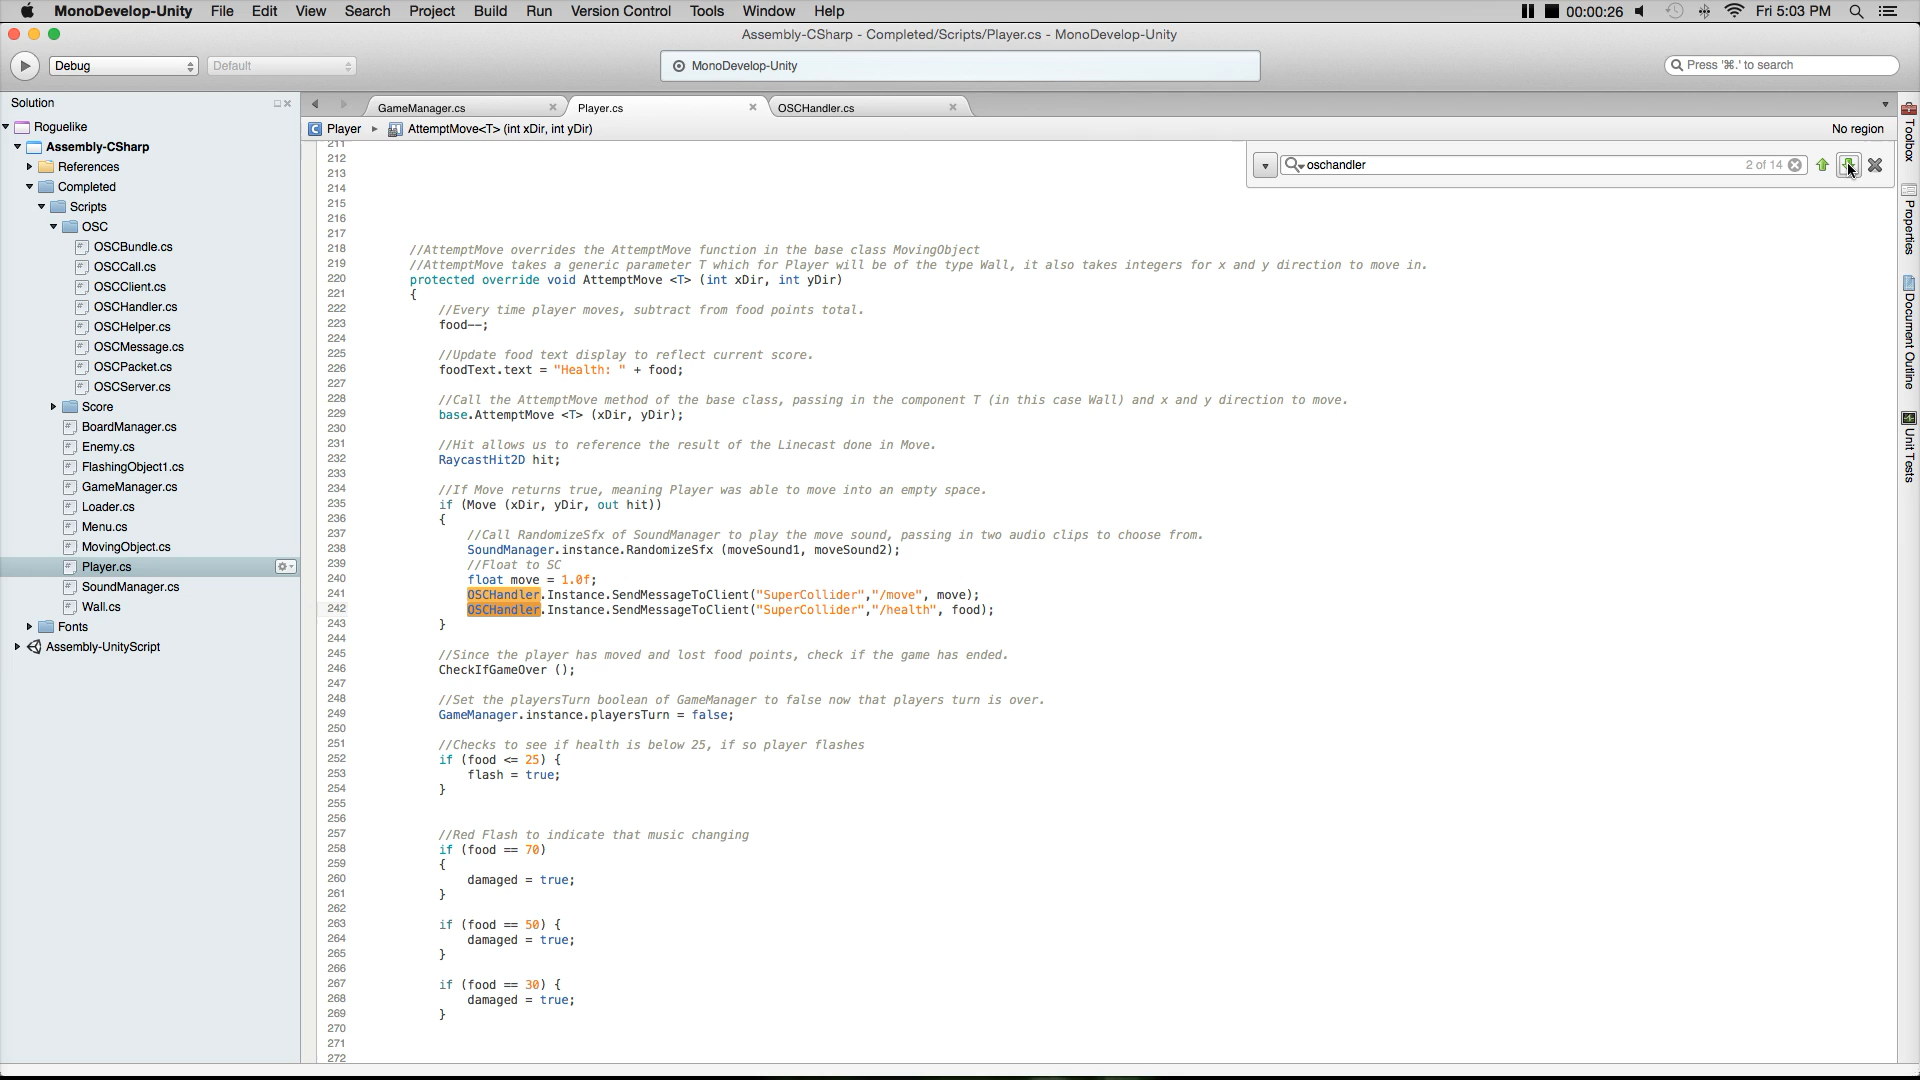 MonoDevelop-Unity File Edit View Search Project Build Run Version Control Tools Window Help 00:00:26 Fri 5:03 PM
Assembly-CSharp - Completed/Scripts/Player.cs - MonoDevelop-Unity
Debug Default MonoDevelop-Unity Press '⌘.' to search
Solution
Roguelike
Assembly-CSharp
References
Completed
Scripts
OSC
OSCBundle.cs
OSCCall.cs
OSCClient.cs
OSCHandler.cs
OSCHelper.cs
OSCMessage.cs
OSCPacket.cs
OSCServer.cs
Score
BoardManager.cs
Enemy.cs
FlashingObject1.cs
GameManager.cs
Loader.cs
Menu.cs
MovingObject.cs
Player.cs
SoundManager.cs
Wall.cs
Fonts
Assembly-UnityScript
GameManager.cs Player.cs OSCHandler.cs
Player AttemptMove<T> (int xDir, int yDir) No region
oschandler 2 of 14
211
212
213
214
215
216
217
218 //AttemptMove overrides the AttemptMove function in the base class MovingObject
219 //AttemptMove takes a generic parameter T which for Player will be of the type Wall, it also takes integers for x and y direction to move in.
220 protected override void AttemptMove <T> (int xDir, int yDir)
221 {
222 //Every time player moves, subtract from food points total.
223 food--;
224
225 //Update food text display to reflect current score.
226 foodText.text = "Health: " + food;
227
228 //Call the AttemptMove method of the base class, passing in the component T (in this case Wall) and x and y direction to move.
229 base.AttemptMove <T> (xDir, yDir);
230
231 //Hit allows us to reference the result of the Linecast done in Move.
232 RaycastHit2D hit;
233
234 //If Move returns true, meaning Player was able to move into an empty space.
235 if (Move (xDir, yDir, out hit))
236 {
237 //Call RandomizeSfx of SoundManager to play the move sound, passing in two audio clips to choose from.
238 SoundManager.instance.RandomizeSfx (moveSound1, moveSound2);
239 //Float to SC
240 float move = 1.0f;
241 OSCHandler.Instance.SendMessageToClient("SuperCollider","/move", move);
242 OSCHandler.Instance.SendMessageToClient("SuperCollider","/health", food);
243 }
244
245 //Since the player has moved and lost food points, check if the game has ended.
246 CheckIfGameOver ();
247
248 //Set the playersTurn boolean of GameManager to false now that players turn is over.
249 GameManager.instance.playersTurn = false;
250
251 //Checks to see if health is below 25, if so player flashes
252 if (food <= 25) {
253 flash = true;
254 }
255
256
257 //Red Flash to indicate that music changing
258 if (food == 70)
259 {
260 damaged = true;
261 }
262
263 if (food == 50) {
264 damaged = true;
265 }
266
267 if (food == 30) {
268 damaged = true;
269 }
270
271
272
Toolbox
Properties
Document Outline
Unit Tests